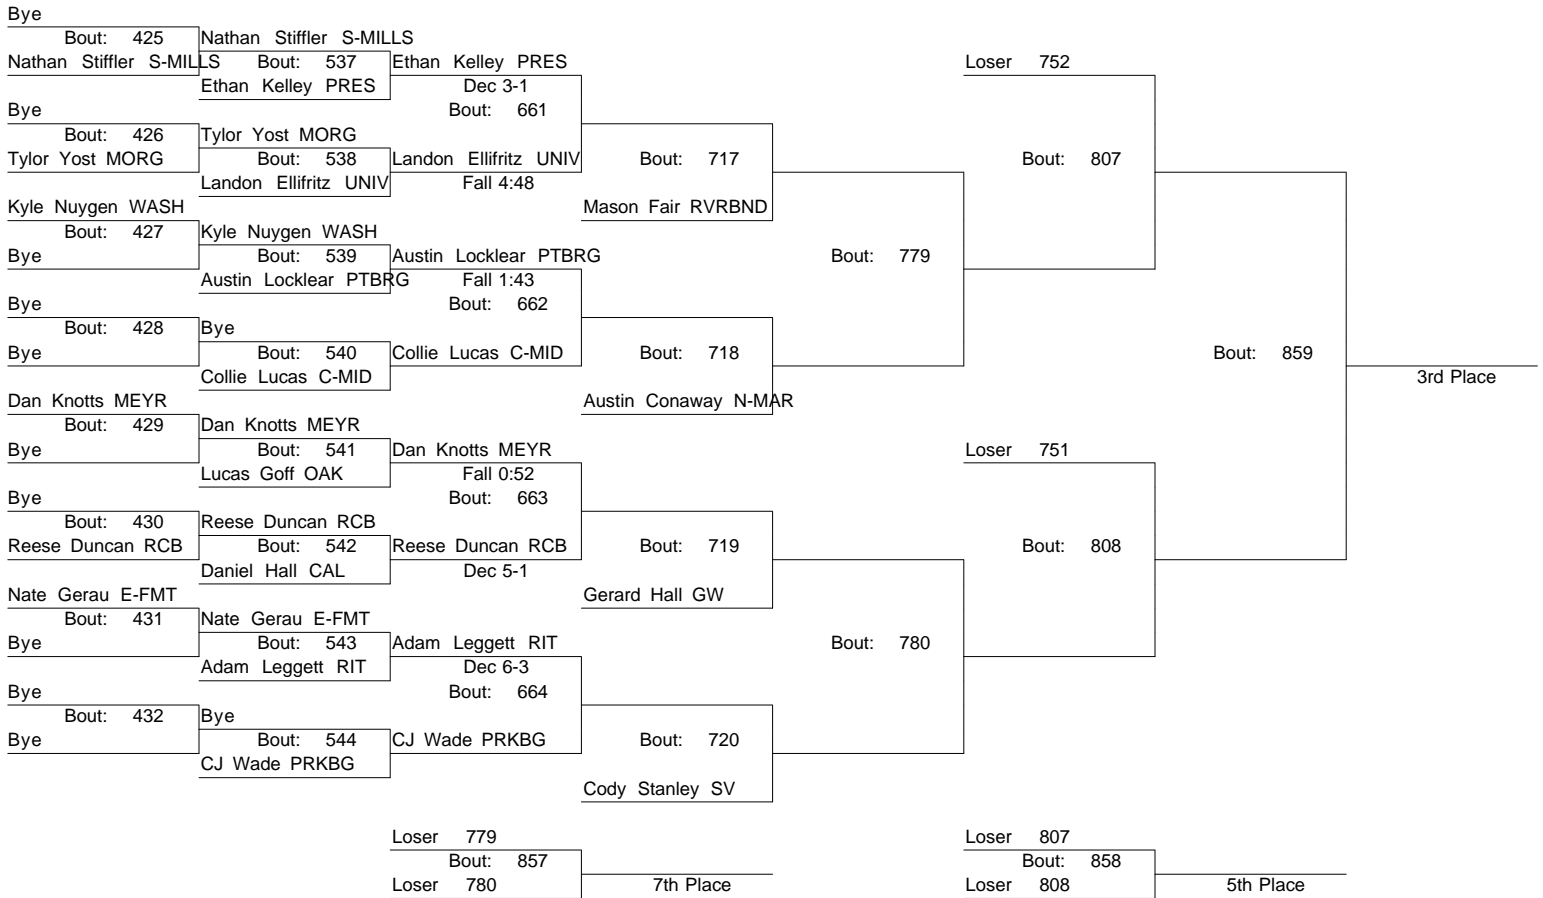 Bye
Bout: 425 Nathan Stiffler S-MILLS
Nathan Stiffler S-MILLS Bout: 537 Ethan Kelley PRES Loser 752
Ethan Kelley PRES Dec 3-1
Bye Bout: 661
Bout: 426 Tylor Yost MORG
Tylor Yost MORG Bout: 538 Landon Ellifritz UNIV Bout: 717 Bout: 807
Landon Ellifritz UNIV Fall 4:48
Kyle Nuygen WASH Mason Fair RVRBND
Bout: 427 Kyle Nuygen WASH
Bye Bout: 539 Austin Locklear PTBRG Bout: 779
Austin Locklear PTBRG Fall 1:43
Bye Bout: 662
Bout: 428 Bye
Bye Bout: 540 Collie Lucas C-MID Bout: 718 Bout: 859
Collie Lucas C-MID 3rd Place
Dan Knotts MEYR Austin Conaway N-MAR
Bout: 429 Dan Knotts MEYR
Bye Bout: 541 Dan Knotts MEYR Loser 751
Lucas Goff OAK Fall 0:52
Bye Bout: 663
Bout: 430 Reese Duncan RCB
Reese Duncan RCB Bout: 542 Reese Duncan RCB Bout: 719 Bout: 808
Daniel Hall CAL Dec 5-1
Nate Gerau E-FMT Gerard Hall GW
Bout: 431 Nate Gerau E-FMT
Bye Bout: 543 Adam Leggett RIT Bout: 780
Adam Leggett RIT Dec 6-3
Bye Bout: 664
Bout: 432 Bye
Bye Bout: 544 CJ Wade PRKBG Bout: 720
CJ Wade PRKBG
Cody Stanley SV
Loser 779 Loser 807
Bout: 857 Bout: 858
Loser 780 7th Place Loser 808 5th Place